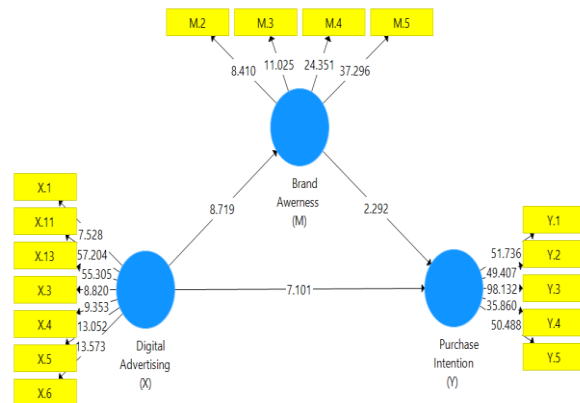 M.2
M.3
M.4
M.5
8.410
11.025
24.351
37.296
Brand
Awerness
(M)
8.719
2.292
X.1
X.11
X.13
X.3
X.4
X.5
X.6
7.528
57.204
55.305
8.820
9.353
13.052
13.573
Digital
Advertising
(X)
7.101
Purchase
Intention
(Y)
51.736
49.407
98.132
35.860
50.488
Y.1
Y.2
Y.3
Y.4
Y.5